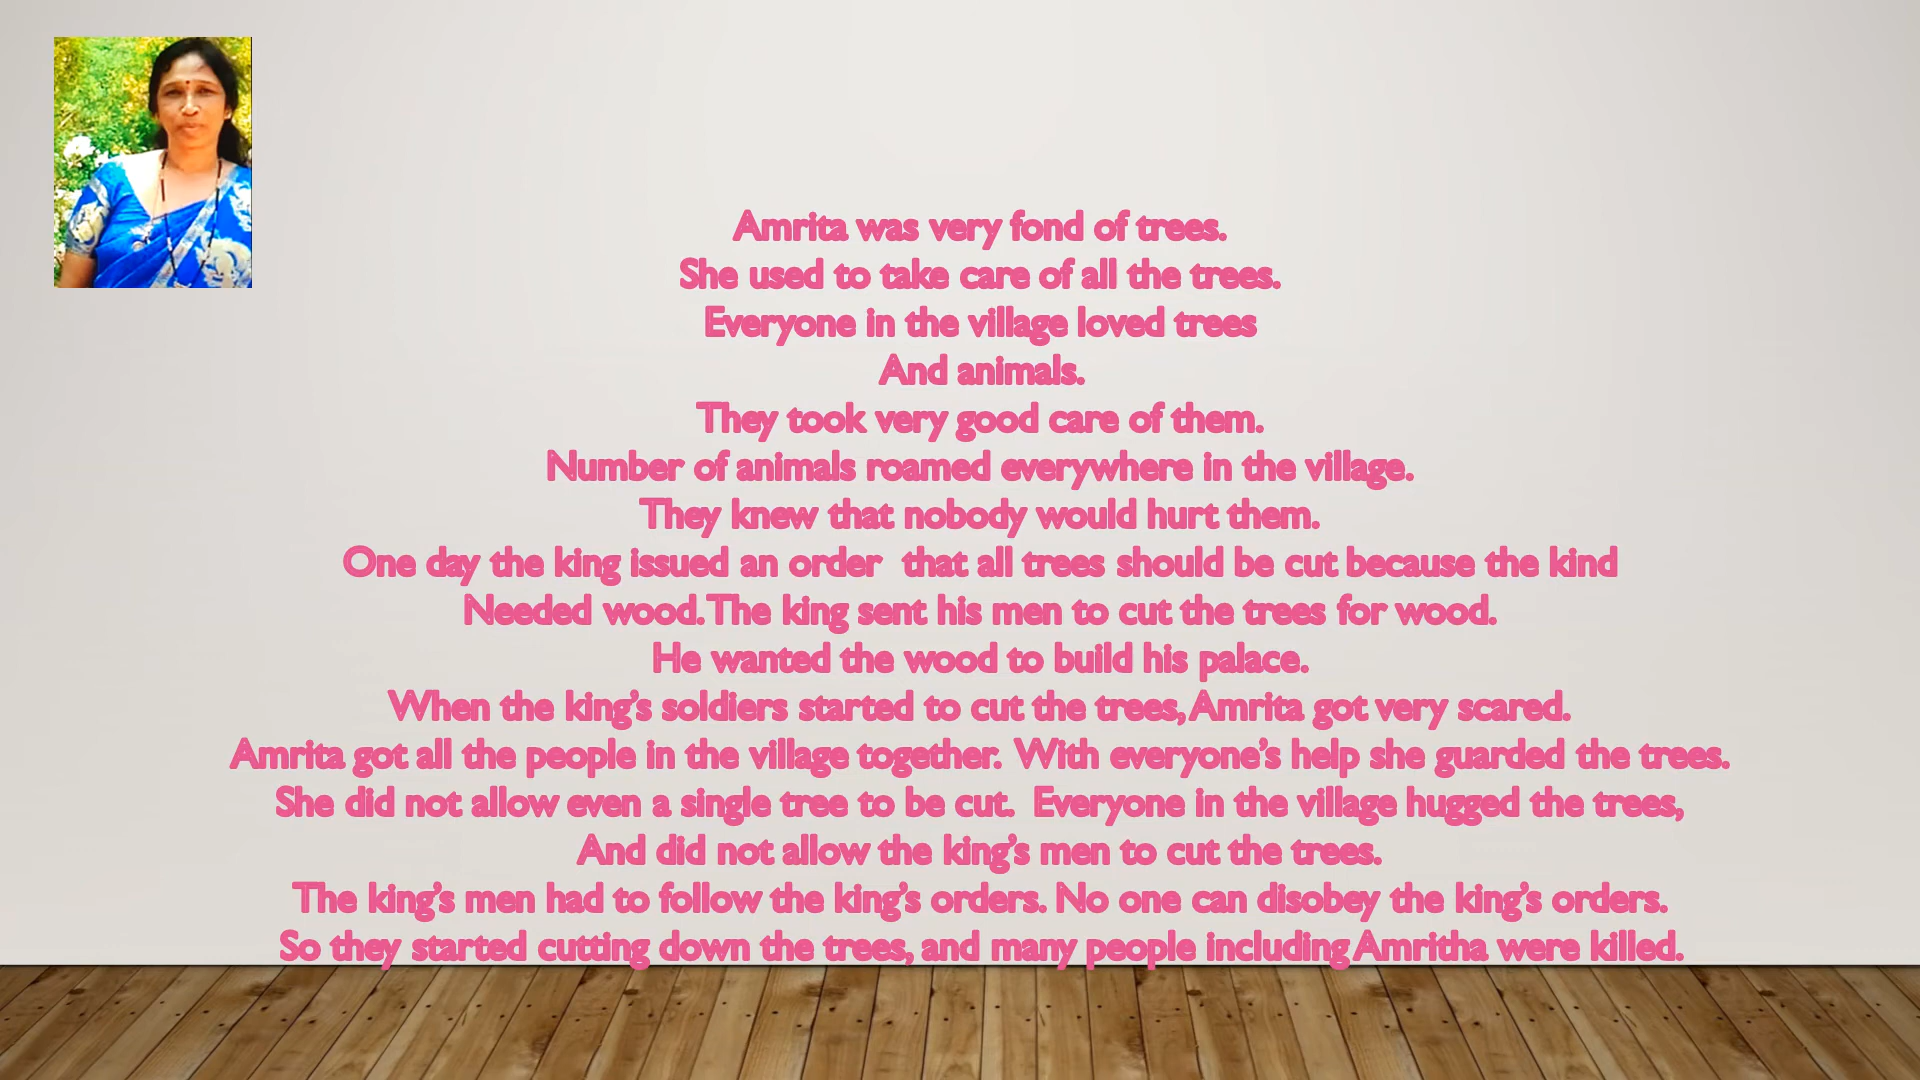 Amrita was very fond of trees.
She used to take care of all the trees.
Everyone in the village loved trees
And animals.
They took very good care of them.
Number of animals roamed everywhere in the village.
They knew that nobody would hurt them.
One day the king issued an order  that all trees should be cut because the kind
Needed wood. The king sent his men to cut the trees for wood.
He wanted the wood to build his palace.
When the king’s soldiers started to cut the trees, Amrita got very scared.
Amrita got all the people in the village together.  With everyone’s help she guarded the trees.
She did not allow even a single tree to be cut.  Everyone in the village hugged the trees,
And did not allow the king’s men to cut the trees.
The king’s men had to follow the king’s orders. No one can disobey the king’s orders.
So they started cutting down the trees, and many people including Amritha were killed.